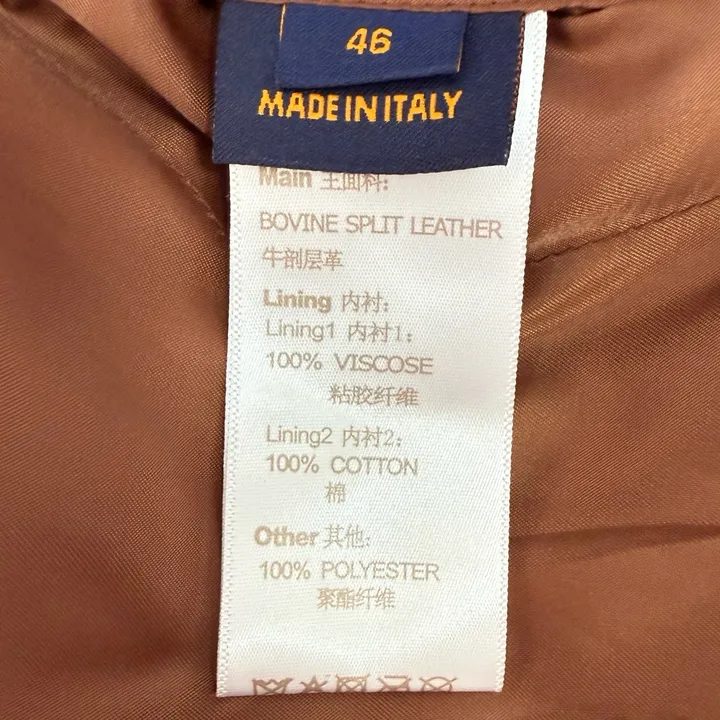 46
MADE IN ITALY
Main 主面料:
BOVINE SPLIT LEATHER
牛剖层革
Lining 内衬:
Lining1 内衬1:
100% VISCOSE
粘胶纤维
Lining2 内衬2:
100% COTTON
棉
Other 其他:
100% POLYESTER
聚酯纤维